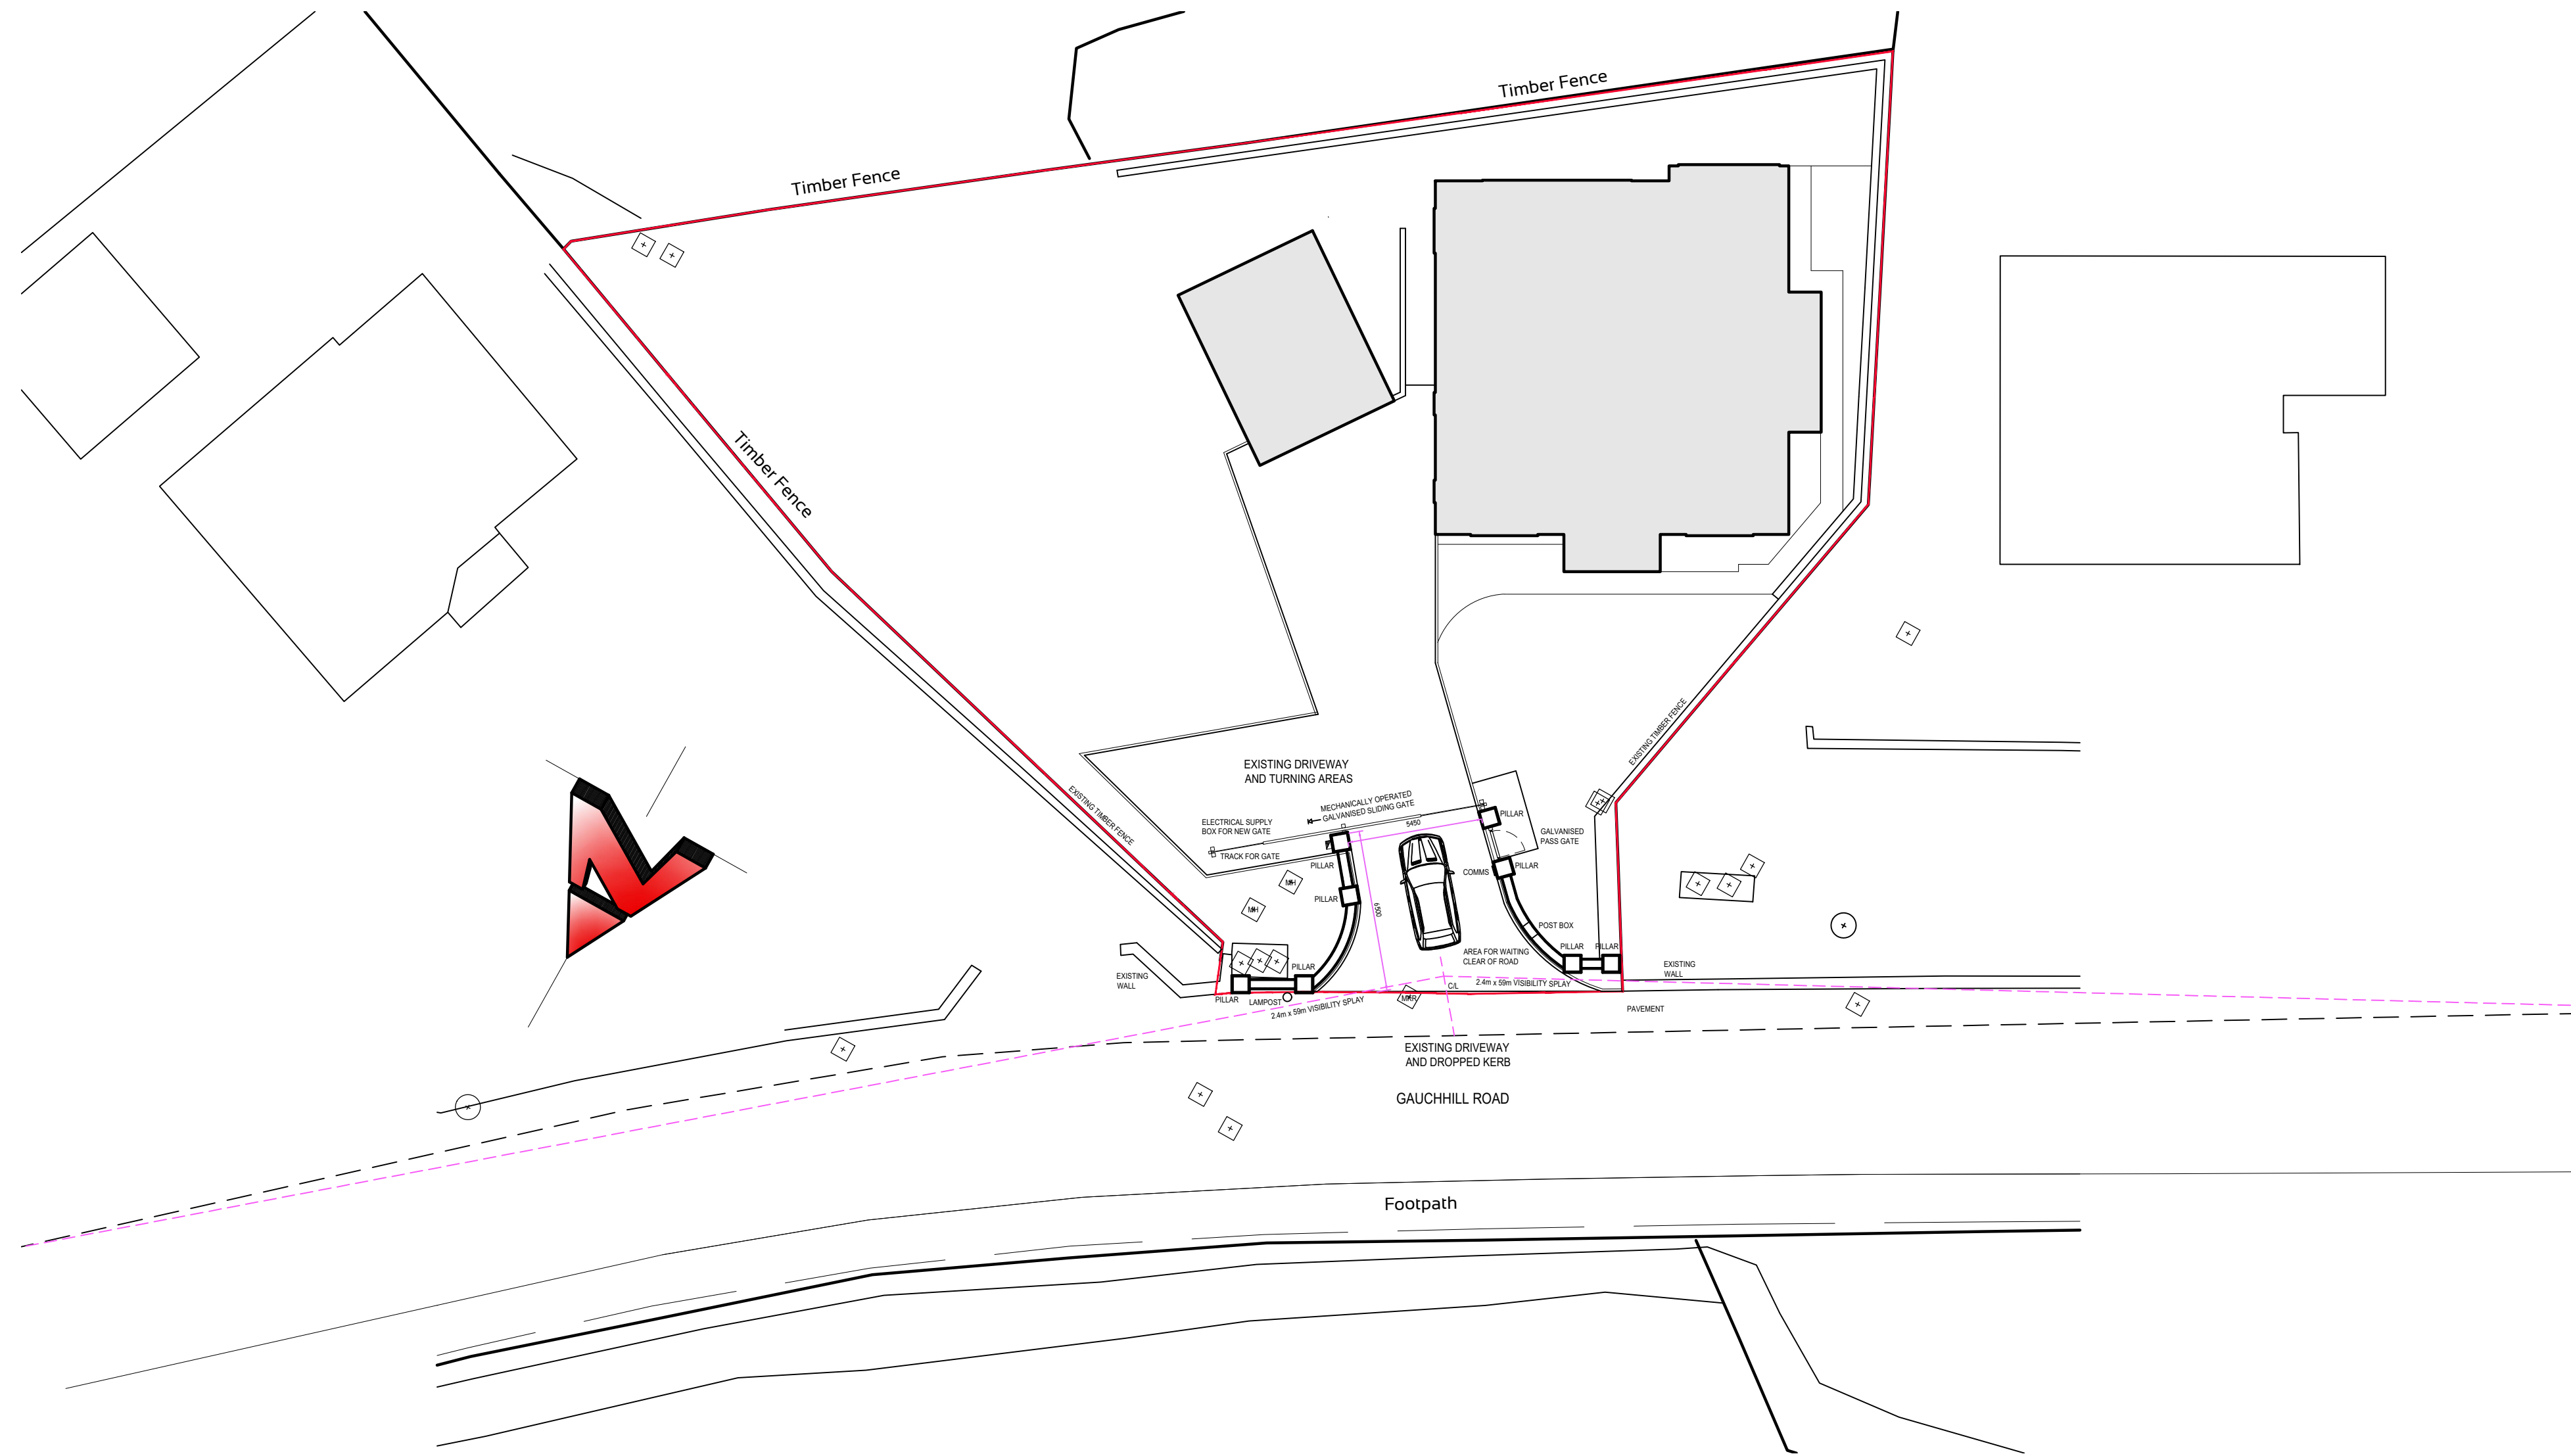 Timber Fence
Timber Fence
Timber Fence
EXISTING TIMBER FENCE
EXISTING DRIVEWAY
AND TURNING AREAS
MECHANICALLY OPERATED
GALVANISED SLIDING GATE
5450
ELECTRICAL SUPPLY
BOX FOR NEW GATE
TRACK FOR GATE
EXISTING TIMBER FENCE
PILLAR
GALVANISED
PASS GATE
PILLAR
PILLAR
COMMS
PILLAR
6500
MH
MH
POST BOX
AREA FOR WAITING
CLEAR OF ROAD
PILLAR
PILLAR
PILLAR
EXISTING
WALL
EXISTING
WALL
PILLAR
LAMPOST
2.4m x 59m VISIBILITY SPLAY
C/L
2.4m x 59m VISIBILITY SPLAY
MKR
PAVEMENT
EXISTING DRIVEWAY
AND DROPPED KERB
GAUCHHILL ROAD
Footpath